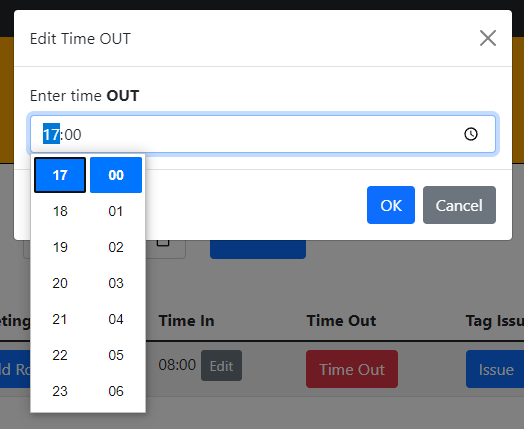 Edit Time OUT
Enter time OUT
17:00
17 00
18 01
19 02
20 03
21 04
22 05
23 06
OK Cancel
eting Time In Time Out Tag Issu
ld Ro 08:00 Edit Time Out Issue